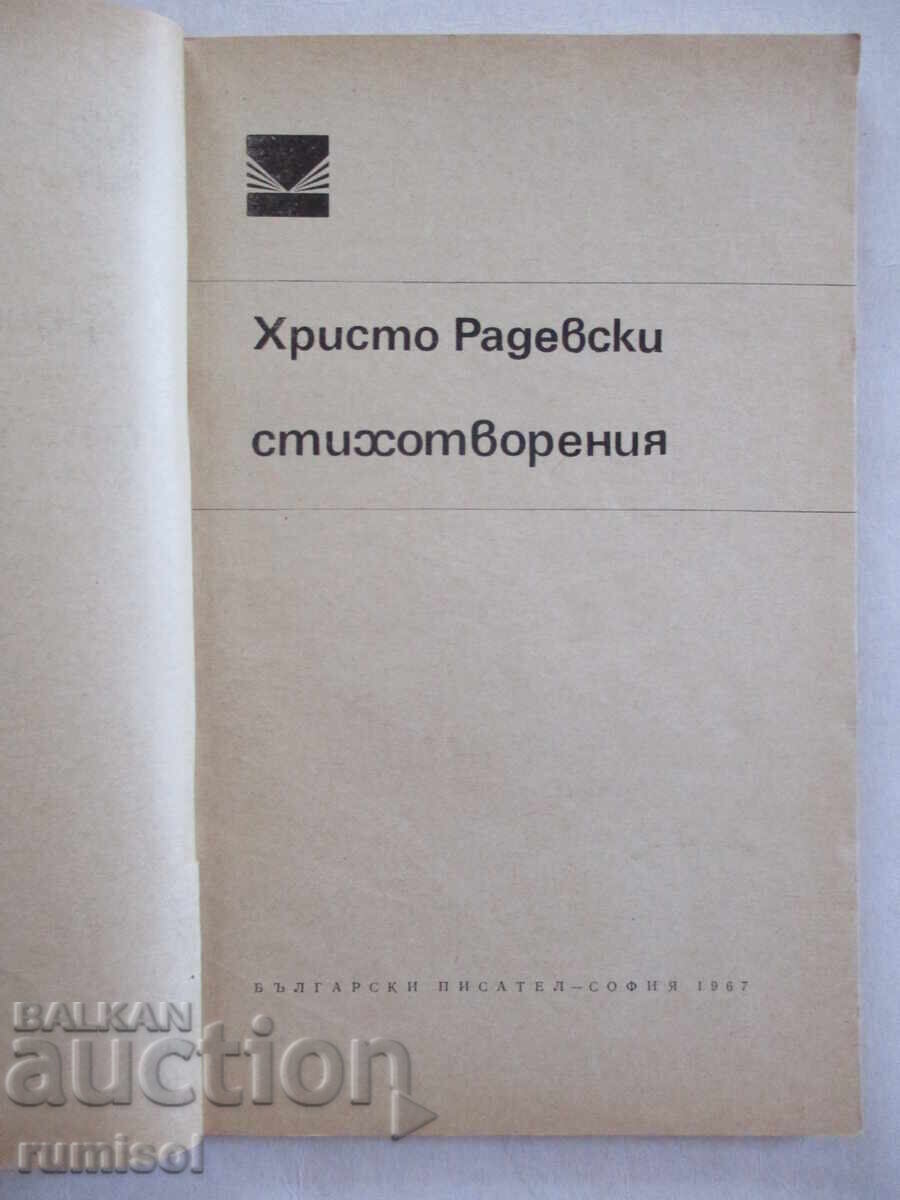 Христо Радевски
стихотворения
БЪЛГАРСКИ ПИСАТЕЛ — СОФИЯ 1967
BALKAN
auction
rumisol